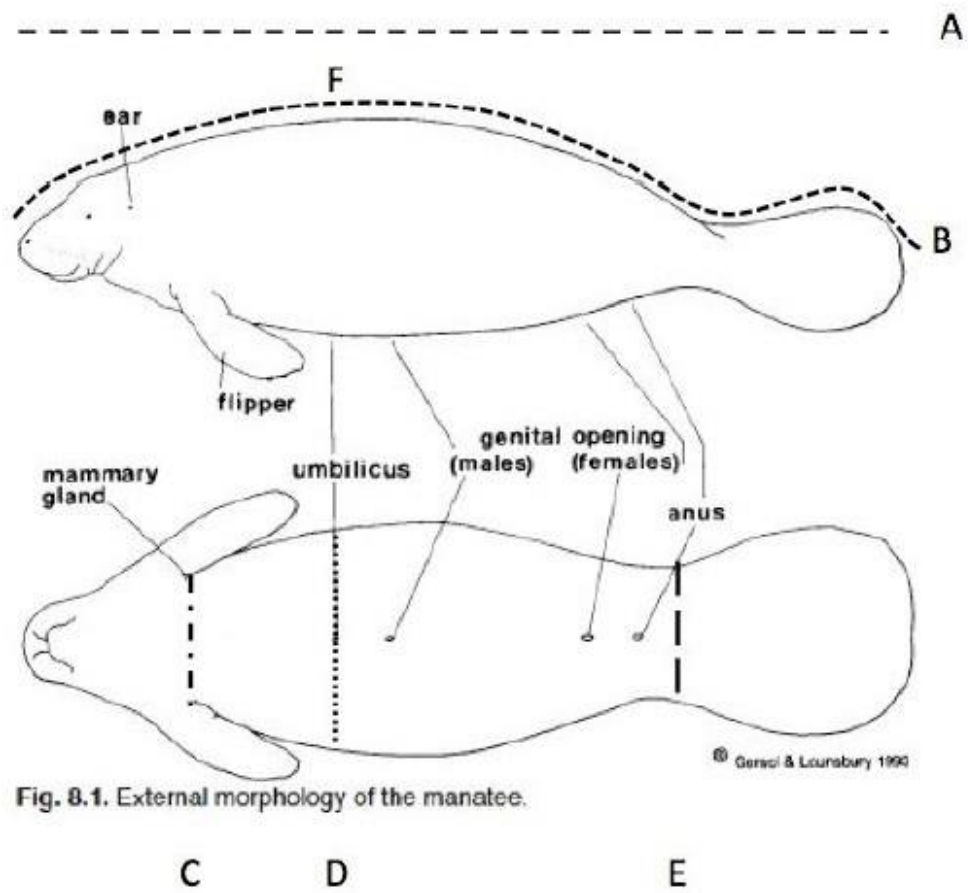 A
F
ear
B
flipper
genital opening
mammary gland
umbilicus
(males)
(females)
anus
© Geraci & Lounsbury 1993
Fig. 8.1. External morphology of the manatee.
C D E